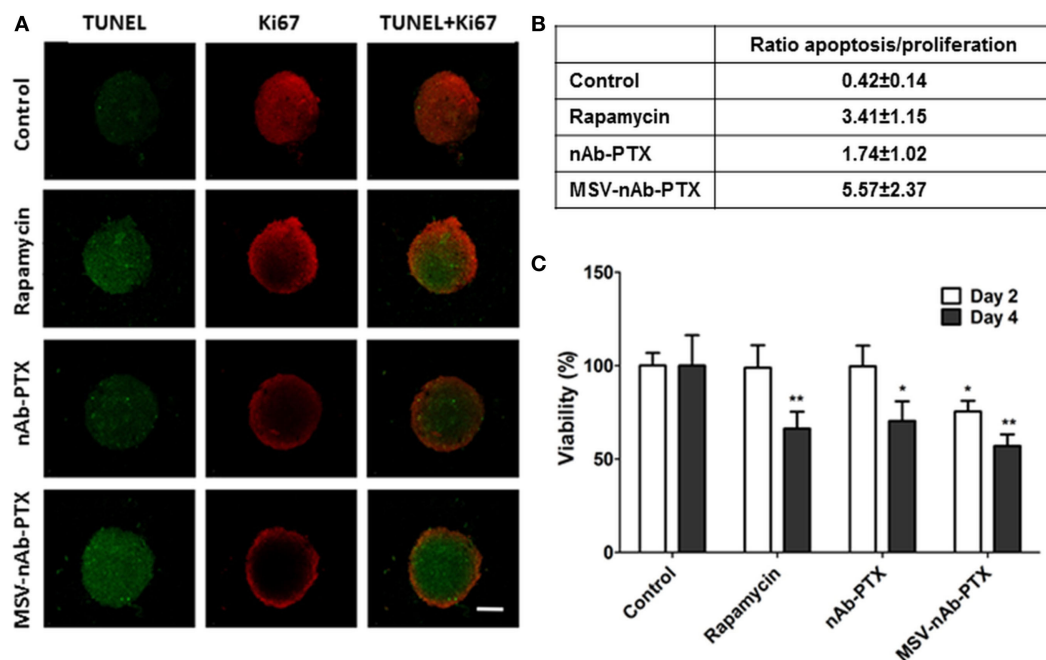 A
TUNEL Ki67 TUNEL+Ki67
Control
Rapamycin
nAb-PTX
MSV-nAb-PTX
B
Ratio apoptosis/proliferation
Control 0.42±0.14
Rapamycin 3.41±1.15
nAb-PTX 1.74±1.02
MSV-nAb-PTX 5.57±2.37
C
Viability (%)
150
100
50
0
Day 2
Day 4
** * * **
Control Rapamycin nAb-PTX MSV-nAb-PTX